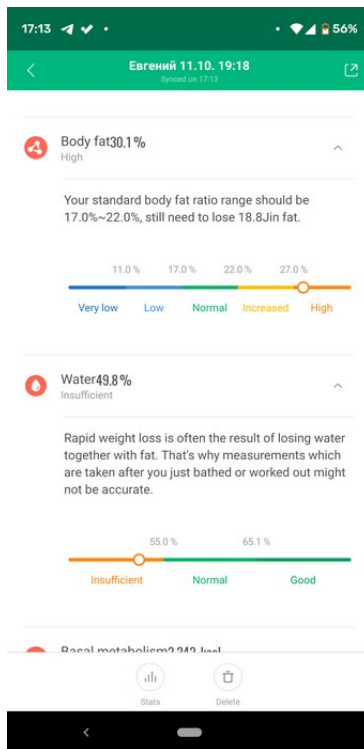 17:13 56%
Евгений 11.10. 19:18
Synced on 17:13
Body fat30.1%
High
Your standard body fat ratio range should be
17.0%~22.0%, still need to lose 18.8Jin fat.
11.0 % 17.0 % 22.0 % 27.0 %
Very low Low Normal Increased High
Water49.8%
Insufficient
Rapid weight loss is often the result of losing water
together with fat. That's why measurements which
are taken after you just bathed or worked out might
not be accurate.
55.0 % 65.1 %
Insufficient Normal Good
Basal metabolism
Stats Delete